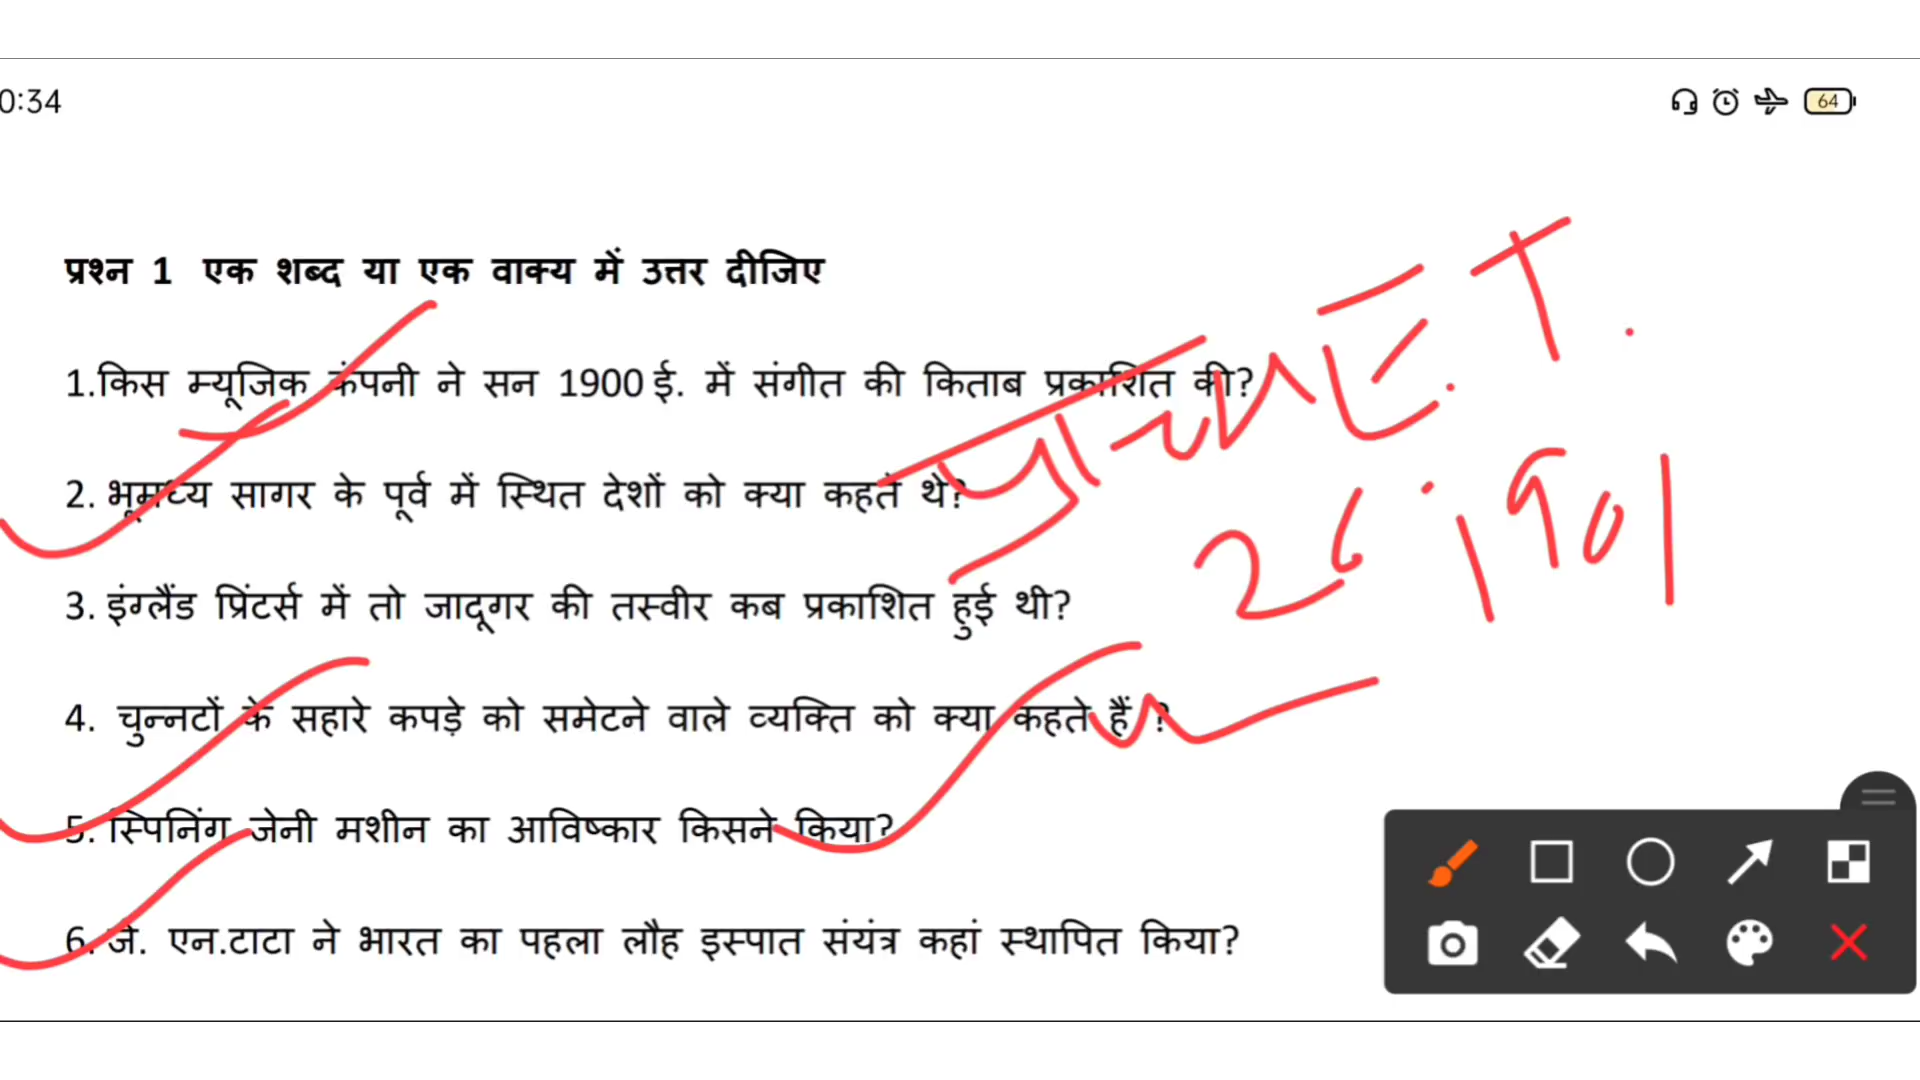 0:34
64
प्रश्न 1 एक शब्द या एक वाक्य में उत्तर दीजिए
1.किस म्यूजिक कंपनी ने सन 1900 ई. में संगीत की किताब प्रकाशित की?
2. भूमध्य सागर के पूर्व में स्थित देशों को क्या कहते थे?
3. इंग्लैंड प्रिंटर्स में तो जादूगर की तस्वीर कब प्रकाशित हुई थी?
26 1901
4. चुन्नटों के सहारे कपड़े को समेटने वाले व्यक्ति को क्या कहते हैं ?
5. स्पिनिंग जेनी मशीन का आविष्कार किसने किया?
6. जे. एन.टाटा ने भारत का पहला लौह इस्पात संयंत्र कहां स्थापित किया?